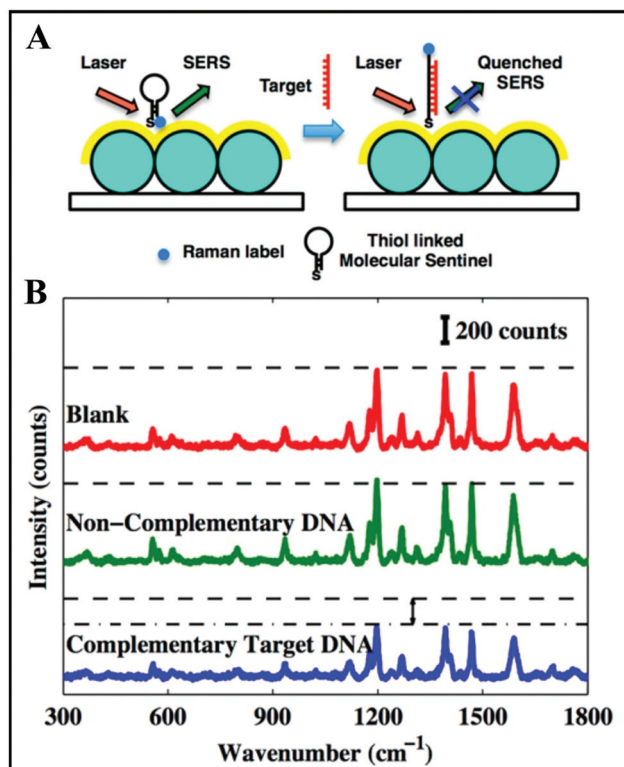 A
Laser
SERS
Target
Laser
Quenched
SERS
S
S
Raman label
S
Thiol linked
Molecular Sentinel
B
200 counts
Blank
Non-Complementary DNA
Complementary Target DNA
Intensity (counts)
300 600 900 1200 1500 1800
Wavenumber (cm⁻¹)